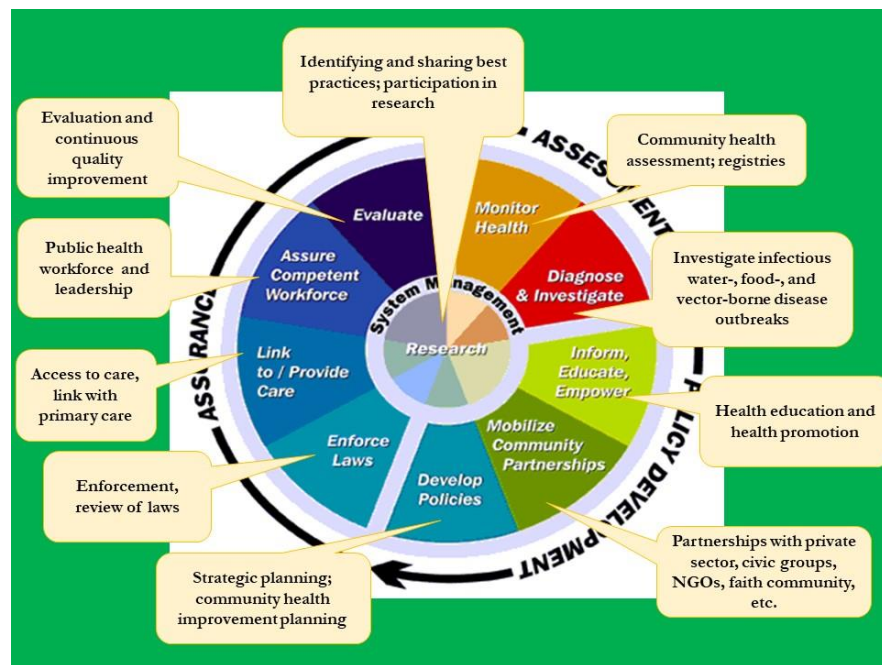 Identifying and sharing best
practices; participation in
research
Evaluation and
continuous
quality
improvement
Community health
assessment; registries
Public health
workforce and
leadership
Investigate infectious
water-, food-, and
vector-borne disease
outbreaks
Access to care,
link with
primary care
Health education and
health promotion
Enforcement,
review of laws
Partnerships with private
sector, civic groups,
NGOs, faith community,
etc.
Strategic planning;
community health
improvement planning
ASSESSMENT
POLICY DEVELOPMENT
ASSURANCE
Evaluate
Monitor
Health
Assure
Competent
Workforce
Diagnose
& Investigate
System Management
Research
Link
to / Provide
Care
Inform,
Educate,
Empower
Enforce
Laws
Mobilize
Community
Partnerships
Develop
Policies